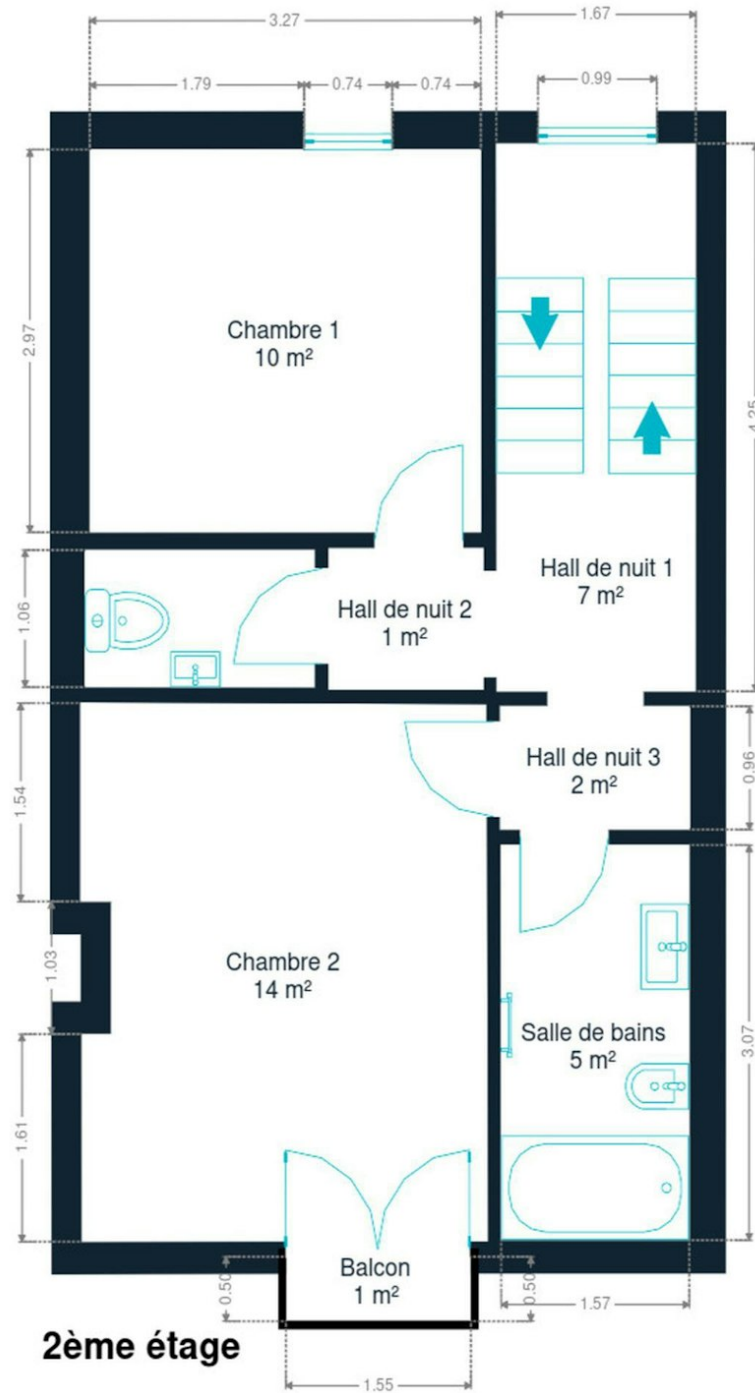 3.27
1.67
1.79
0.74
0.74
0.99
2.97
4.25
Chambre 1
10 m²
Hall de nuit 1
7 m²
1.06
Hall de nuit 2
1 m²
1.54
Hall de nuit 3
2 m²
0.96
1.03
Chambre 2
14 m²
Salle de bains
5 m²
3.07
1.61
Balcon
1 m²
0.50
0.50
1.57
2ème étage
1.55